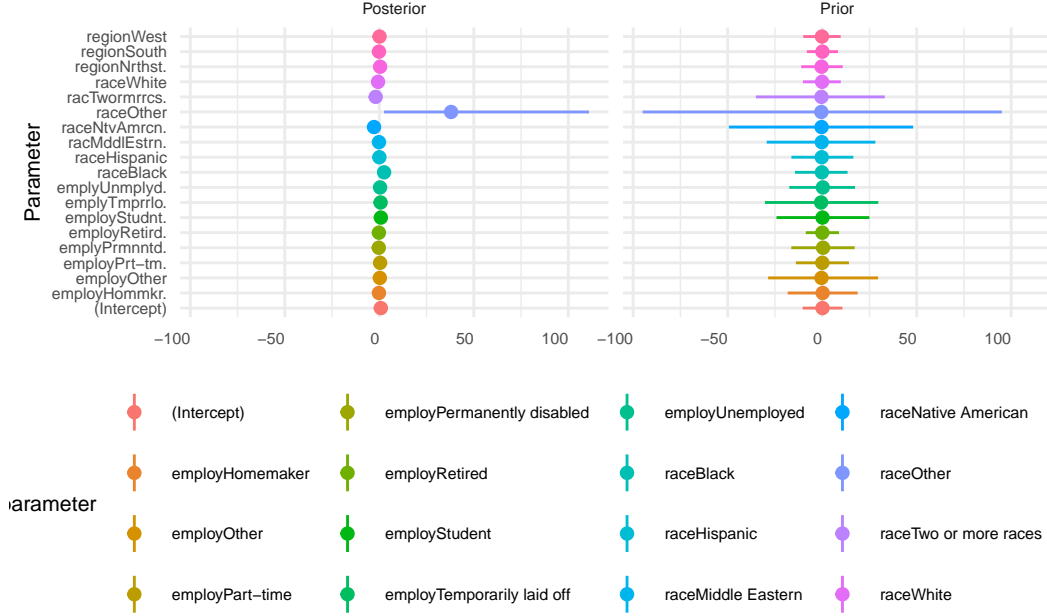 Posterior Prior
regionWest
regionSouth
regionNrthst.
raceWhite
racTwormrrcs.
raceOther
raceNtvAmrcn.
racMddlEstrn.
raceHispanic
raceBlack
emplyUnmplyd.
emplyTmprrlo.
employStudnt.
employRetird.
emplyPrmnntd.
employPrt−tm.
employOther
employHommkr.
(Intercept)
Parameter
−100 −50 0 50 100 −100 −50 0 50 100
(Intercept) employPermanently disabled employUnemployed raceNative American
employHomemaker employRetired raceBlack raceOther
parameter
employOther employStudent raceHispanic raceTwo or more races
employPart−time employTemporarily laid off raceMiddle Eastern raceWhite